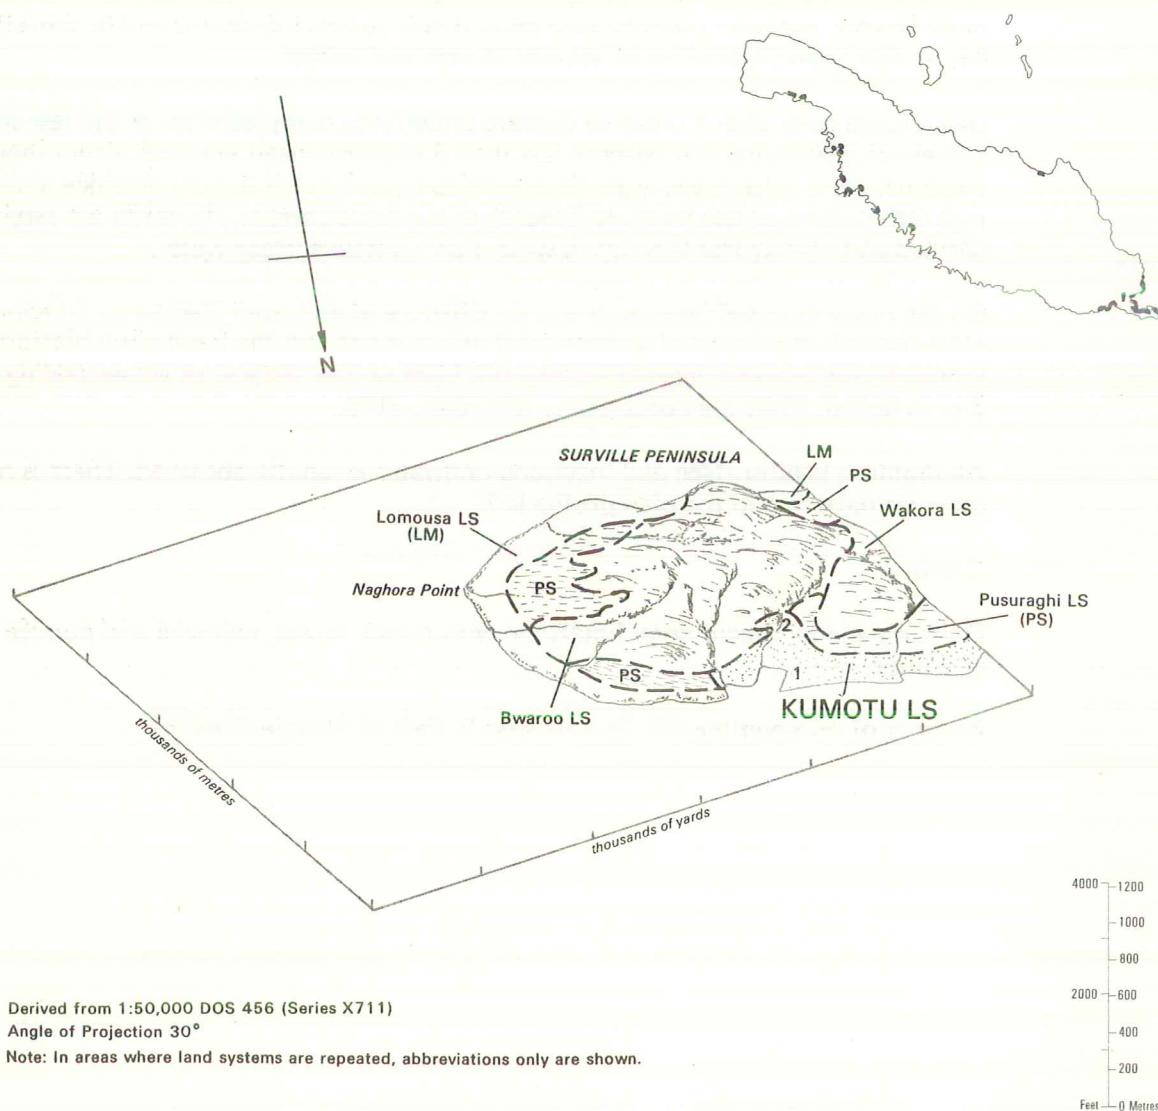 N
SURVILLE PENINSULA
LM
PS
Wakora LS
Lomousa LS
(LM)
Naghora Point
PS
Pusuraghi LS
(PS)
2
1
PS
KUMOTU LS
Bwaroo LS
thousands of metres
thousands of yards
4000
1200
1000
800
2000
600
400
200
Feet
0 Metres
Derived from 1:50,000 DOS 456 (Series X711)
Angle of Projection 30°
Note: In areas where land systems are repeated, abbreviations only are shown.